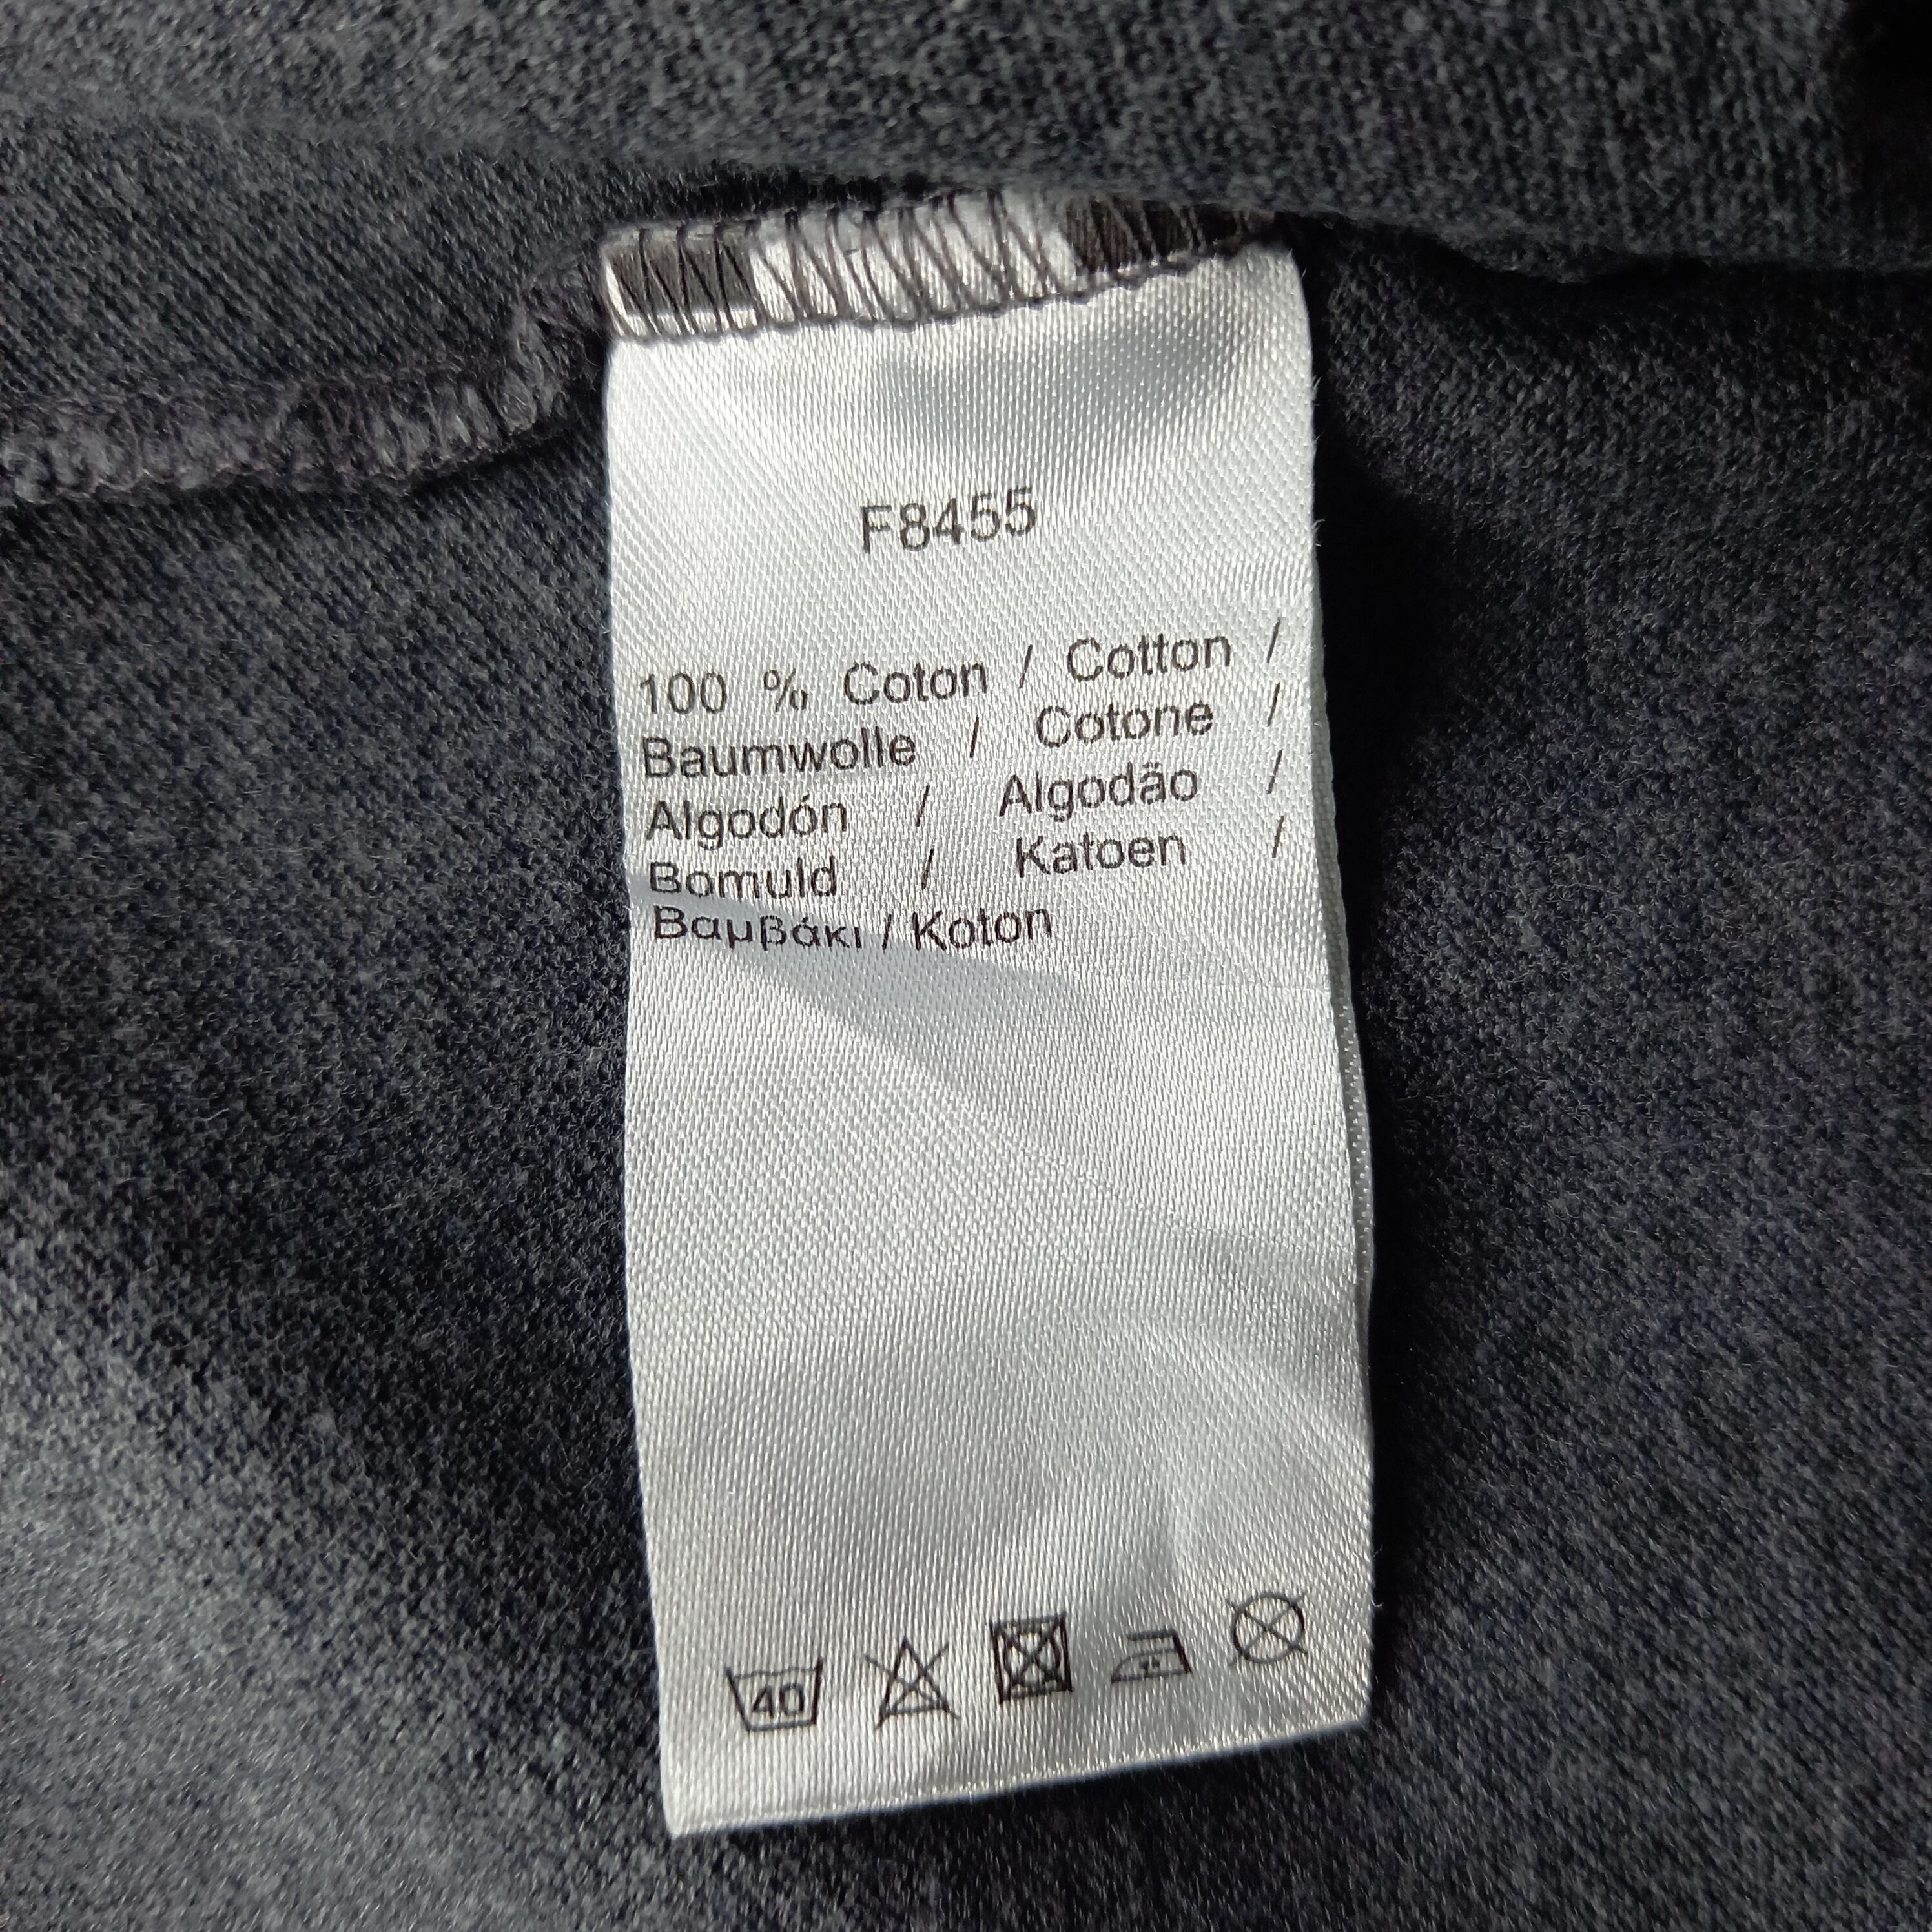 F8455
100 % Coton / Cotton /
Baumwolle / Cotone /
Algodón / Algodão /
Bomuld / Katoen /
Βαμβάκι / Koton
40